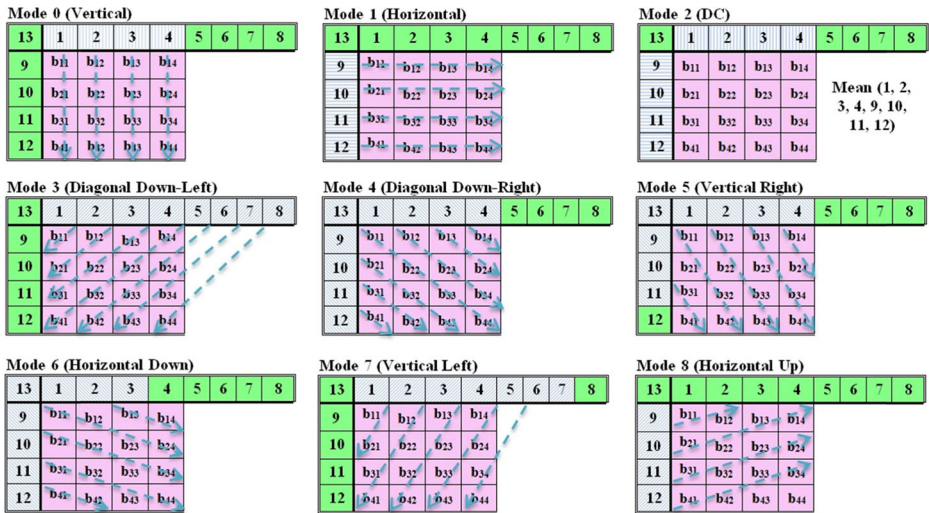 Mode 0 (Vertical)
13 1 2 3 4 5 6 7 8
9 b11 b12 b13 b14
10 b21 b22 b23 b24
11 b31 b32 b33 b34
12 b41 b42 b43 b44
Mode 1 (Horizontal)
13 1 2 3 4 5 6 7 8
9 b11 b12 b13 b14
10 b21 b22 b23 b24
11 b31 b32 b33 b34
12 b41 b42 b43 b44
Mode 2 (DC)
13 1 2 3 4 5 6 7 8
9 b11 b12 b13 b14
10 b21 b22 b23 b24
11 b31 b32 b33 b34
12 b41 b42 b43 b44
Mean (1, 2,
3, 4, 9, 10,
11, 12)
Mode 3 (Diagonal Down-Left)
13 1 2 3 4 5 6 7 8
9 b11 b12 b13 b14
10 b21 b22 b23 b24
11 b31 b32 b33 b34
12 b41 b42 b43 b44
Mode 4 (Diagonal Down-Right)
13 1 2 3 4 5 6 7 8
9 b11 b12 b13 b14
10 b21 b22 b23 b24
11 b31 b32 b33 b34
12 b41 b42 b43 b44
Mode 5 (Vertical Right)
13 1 2 3 4 5 6 7 8
9 b11 b12 b13 b14
10 b21 b22 b23 b24
11 b31 b32 b33 b34
12 b41 b42 b43 b44
Mode 6 (Horizontal Down)
13 1 2 3 4 5 6 7 8
9 b11 b12 b13 b14
10 b21 b22 b23 b24
11 b31 b32 b33 b34
12 b41 b42 b43 b44
Mode 7 (Vertical Left)
13 1 2 3 4 5 6 7 8
9 b11 b12 b13 b14
10 b21 b22 b23 b24
11 b31 b32 b33 b34
12 b41 b42 b43 b44
Mode 8 (Horizontal Up)
13 1 2 3 4 5 6 7 8
9 b11 b12 b13 b14
10 b21 b22 b23 b24
11 b31 b32 b33 b34
12 b41 b42 b43 b44